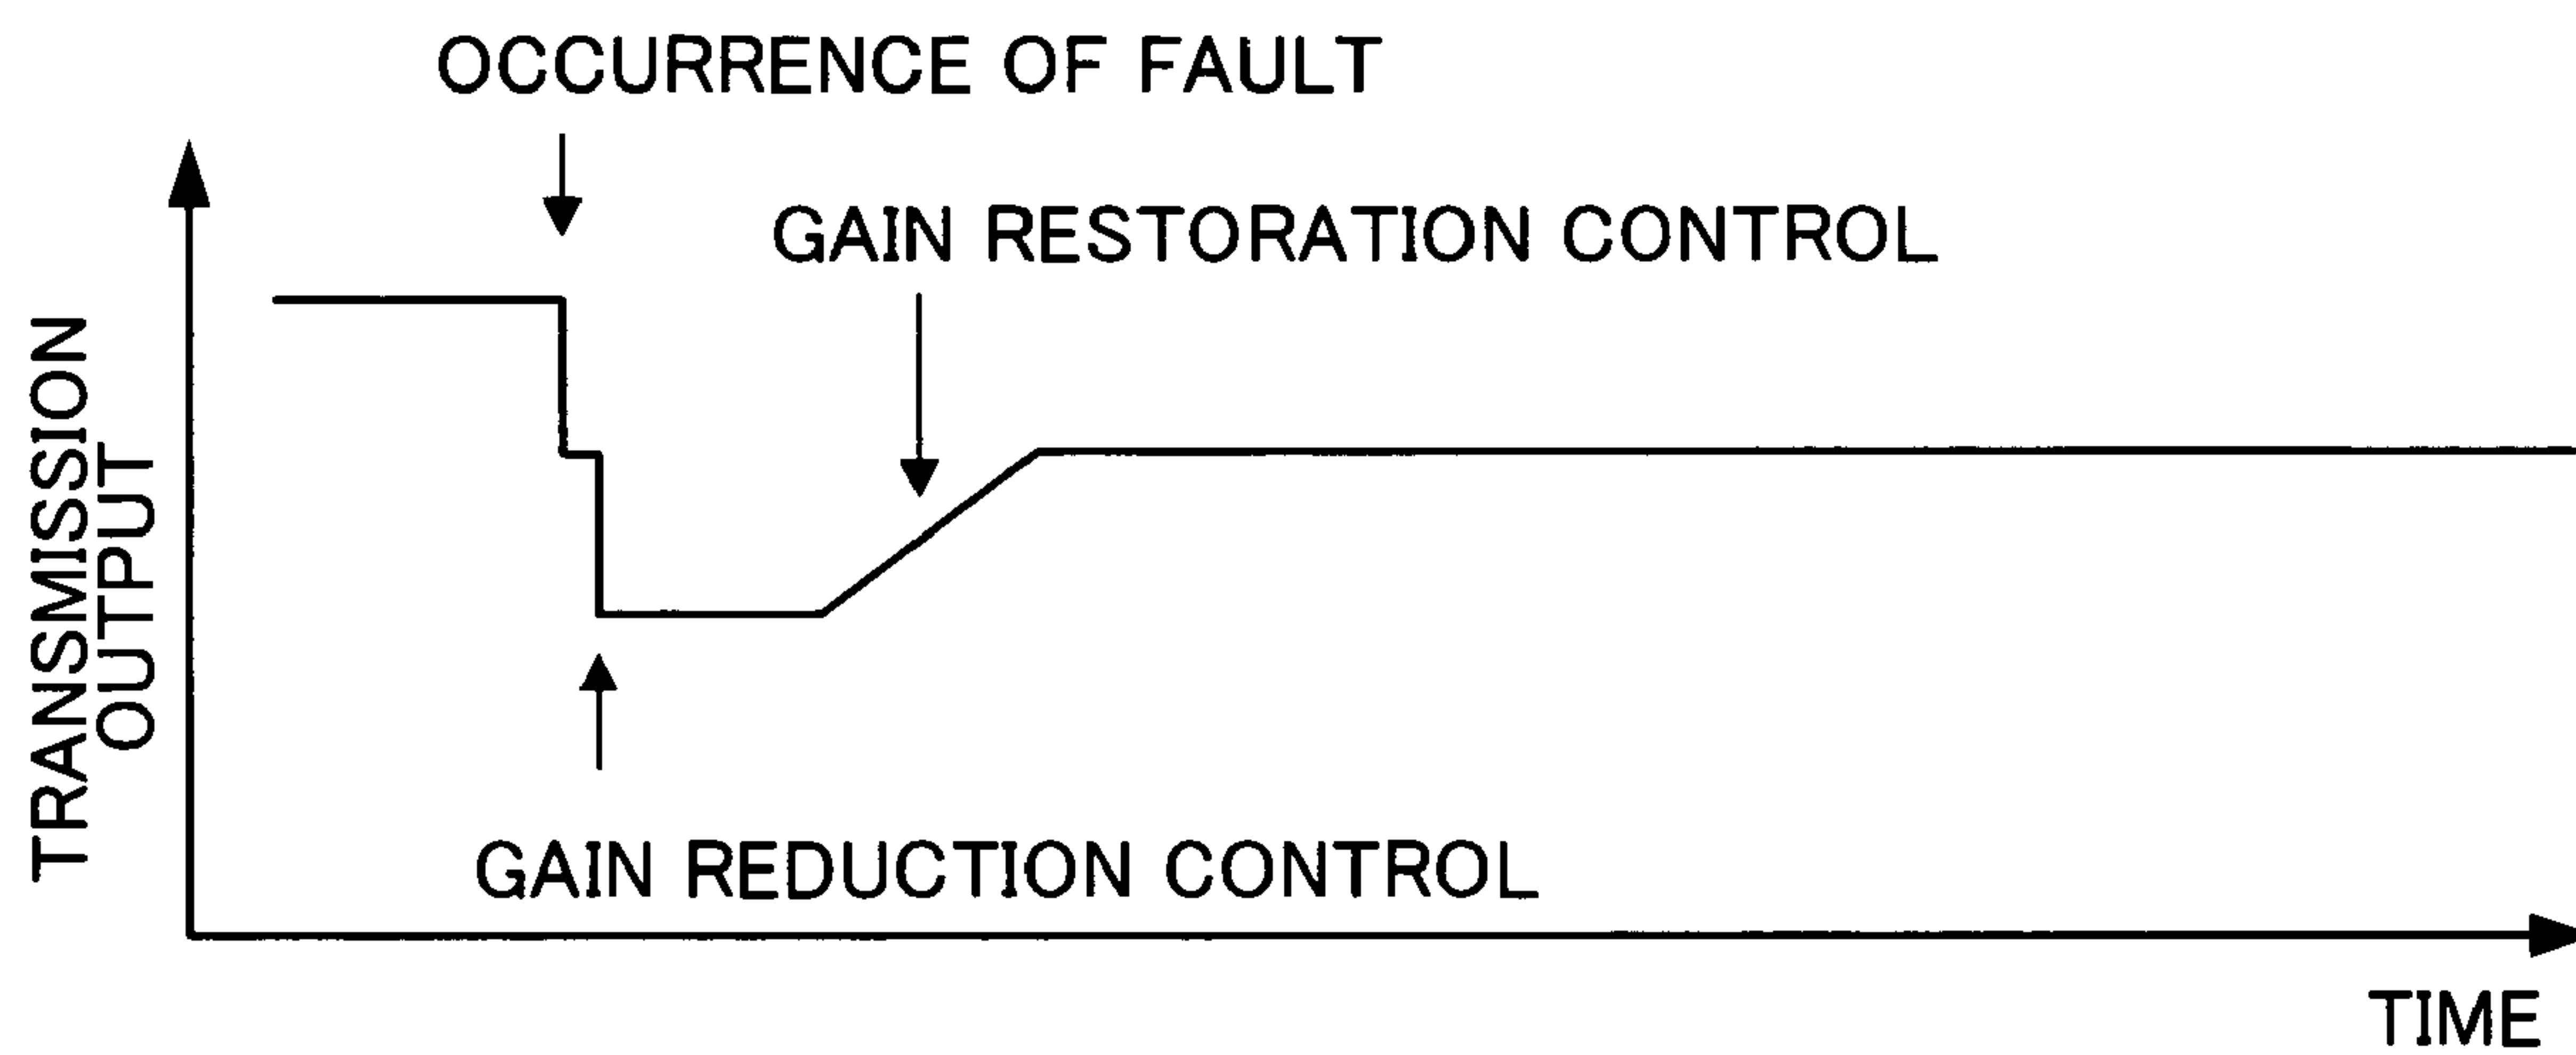 OCCURRENCE OF FAULT
GAIN RESTORATION CONTROL
TRANSMISSION
OUTPUT
GAIN REDUCTION CONTROL
TIME